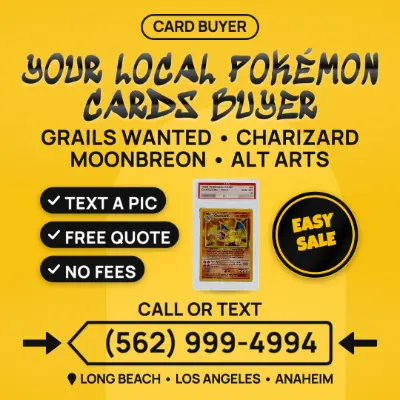 CARD BUYER
YOUR LOCAL POKÉMON
CARDS BUYER
GRAILS WANTED • CHARIZARD
MOONBREON • ALT ARTS
TEXT A PIC
FREE QUOTE
NO FEES
EASY
SALE
CALL OR TEXT
(562) 999-4994
LONG BEACH • LOS ANGELES • ANAHEIM